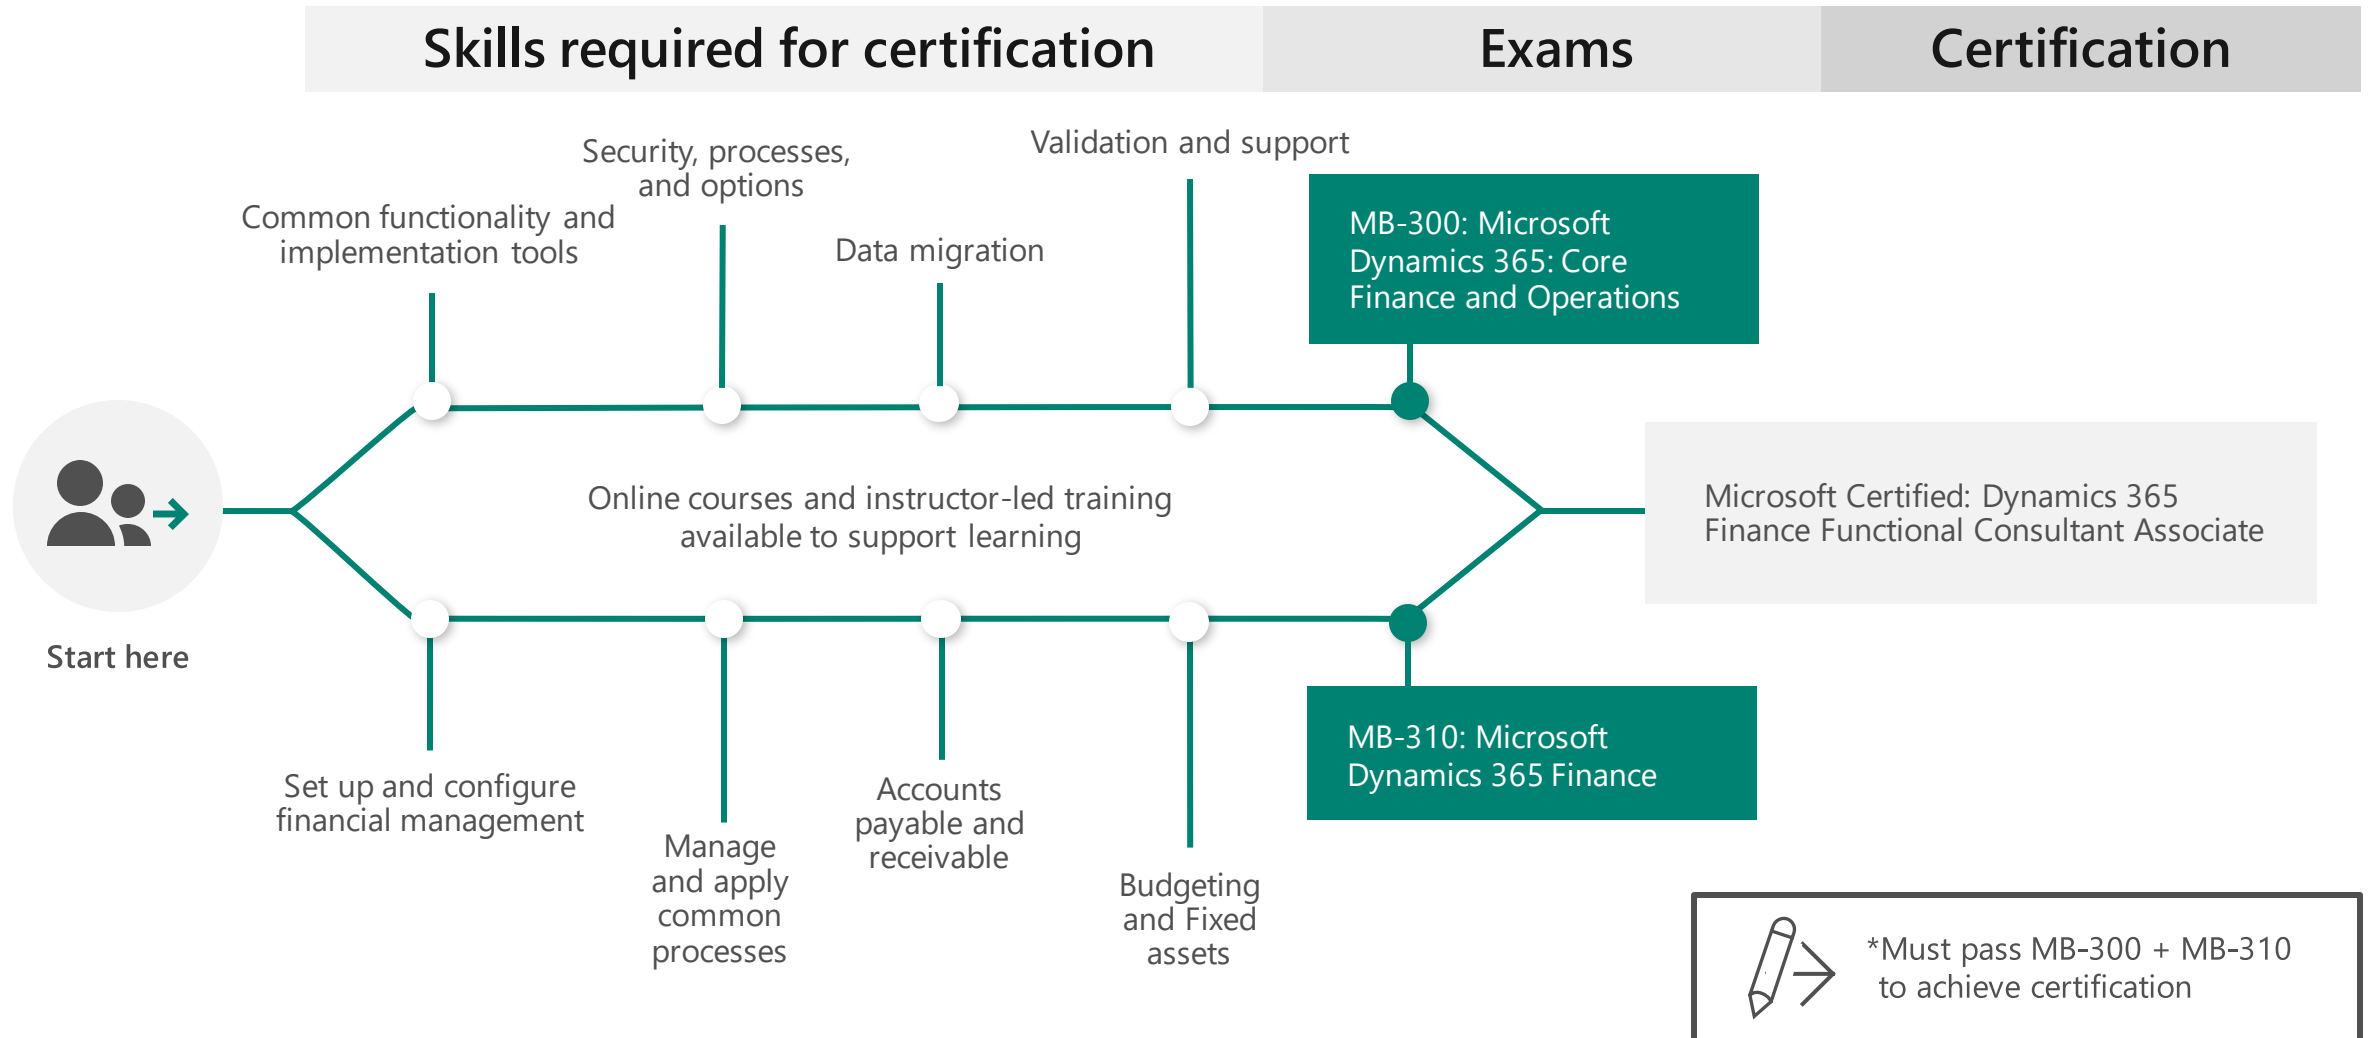 Skills required for certification
Exams
Certification
Common functionality and
implementation tools
Security, processes,
and options
Data migration
Validation and support
MB-300: Microsoft
Dynamics 365: Core
Finance and Operations
Start here
Online courses and instructor-led training
available to support learning
Microsoft Certified: Dynamics 365
Finance Functional Consultant Associate
Set up and configure
financial management
Manage
and apply
common
processes
Accounts
payable and
receivable
Budgeting
and Fixed
assets
MB-310: Microsoft
Dynamics 365 Finance
*Must pass MB-300 + MB-310
to achieve certification